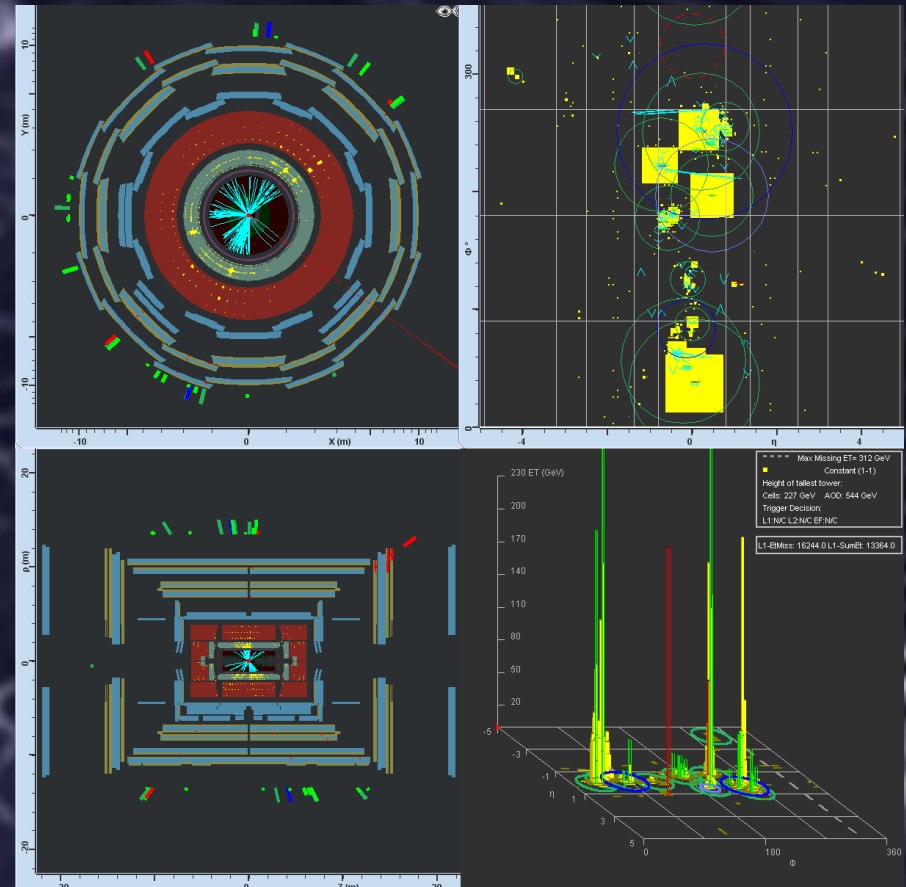 10
Y (m)
0
-10
-10
0
X (m)
10
300
Φ °
0
-4
0
η
4
20
ρ (m)
0
-20
-20
0
Z (m)
20
230 ET (GeV)
200
170
140
110
80
50
20
-5
-3
-1
η
1
3
5
0
180
Φ
360
Max Missing ET= 312 GeV
Constant (1-1)
Height of tallest tower:
Cells: 227 GeV AOD: 544 GeV
Trigger Decision:
L1:N/C L2:N/C EF:N/C
L1-EtMiss: 16244.0 L1-SumEt: 13364.0